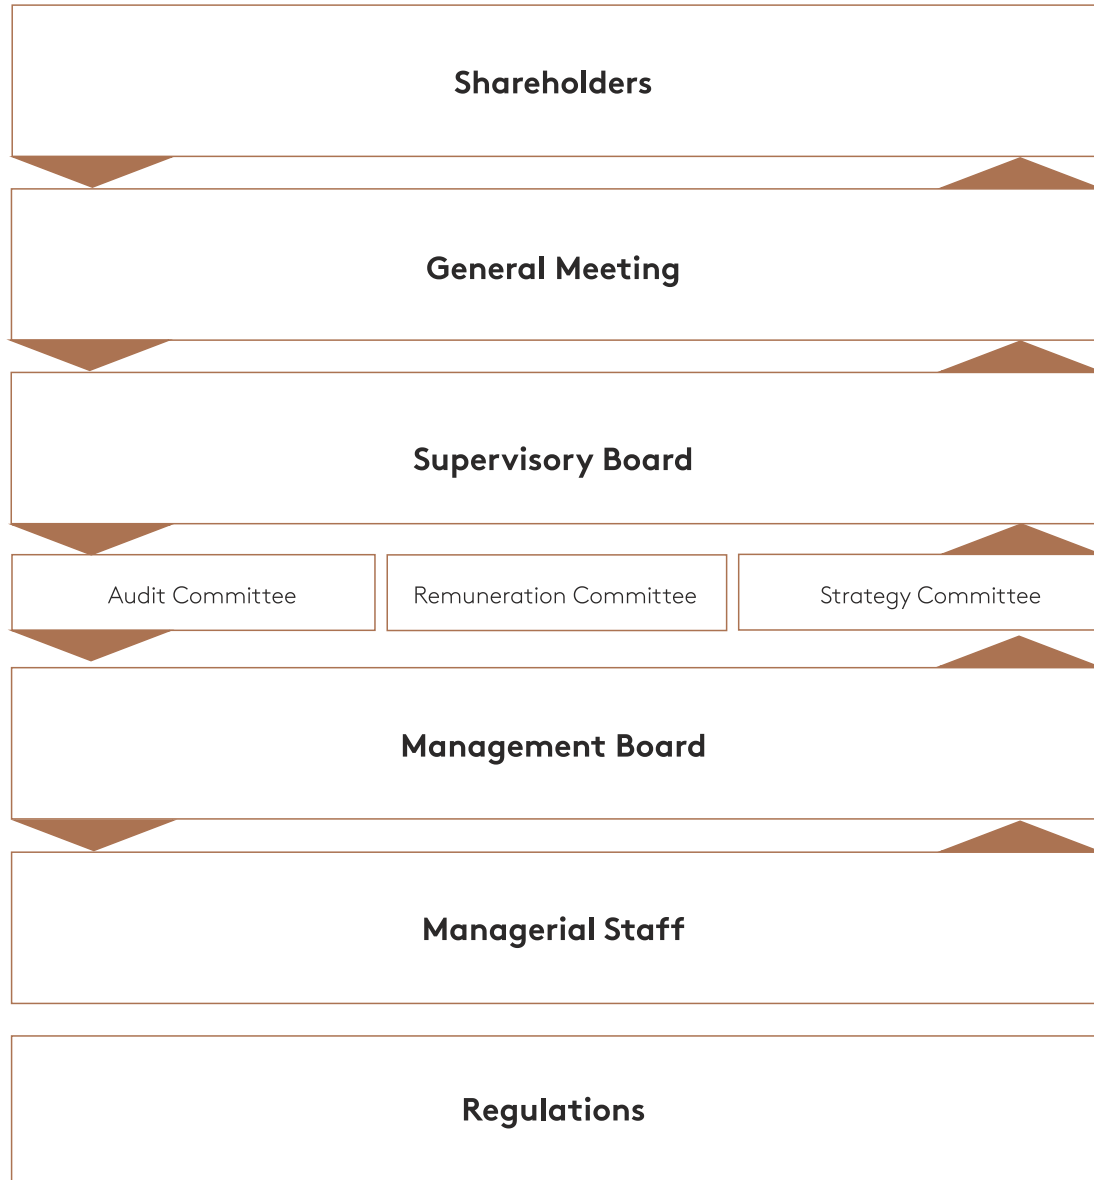 Shareholders
General Meeting
Supervisory Board
Audit Committee
Remuneration Committee
Strategy Committee
Management Board
Managerial Staff
Regulations